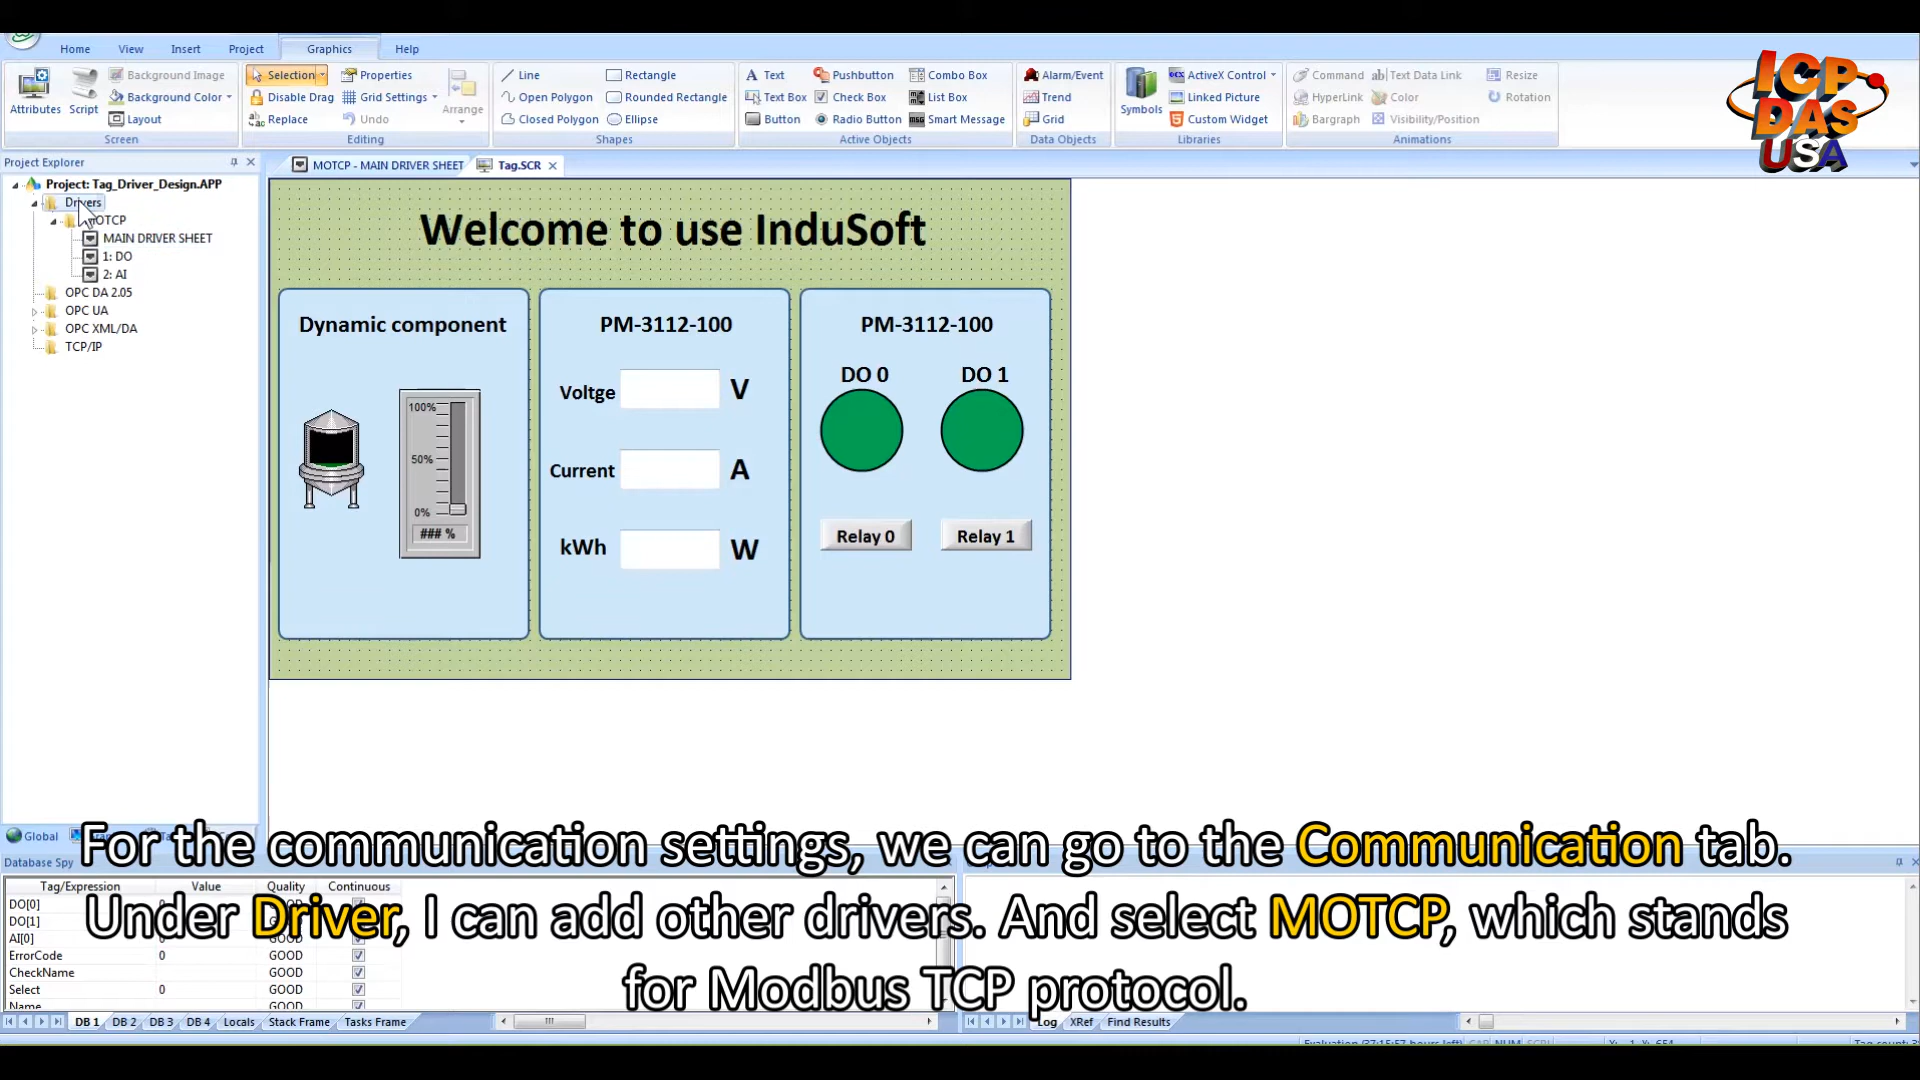 Home View Insert Project Graphics Help
Attributes
Script
Background Image
Background Color
Layout
Screen
Selection
Disable Drag
Replace
Properties
Grid Settings
Undo
Arrange
Editing
Line
Open Polygon
Closed Polygon
Rectangle
Rounded Rectangle
Ellipse
Shapes
Text
Text Box
Button
Pushbutton
Check Box
Radio Button
Combo Box
List Box
Smart Message
Active Objects
Alarm/Event
Trend
Grid
Data Objects
Symbols
ActiveX Control
Linked Picture
Custom Widget
Libraries
Command
HyperLink
Bargraph
Text Data Link
Color
Visibility/Position
Resize
Rotation
Animations
ICP
DAS
USA
Project Explorer
Project: Tag_Driver_Design.APP
Drivers
OTCP
MAIN DRIVER SHEET
1: DO
2: AI
OPC DA 2.05
OPC UA
OPC XML/DA
TCP/IP
MOTCP - MAIN DRIVER SHEET
Tag.SCR
Welcome to use InduSoft
Dynamic component
100%
50%
0%
### %
PM-3112-100
Voltge V
Current A
kWh W
PM-3112-100
DO 0 DO 1
Relay 0 Relay 1
Global
Database Spy
Tag/Expression Value Quality Continuous
DO[0] 0
DO[1]
AI[0]
ErrorCode 0 GOOD
CheckName GOOD
Select 0 GOOD
Name GOOD
DB 1 DB 2 DB 3 DB 4 Locals Stack Frame Tasks Frame
Log XRef Find Results
For the communication settings, we can go to the Communication tab.
Under Driver, I can add other drivers. And select MOTCP, which stands
for Modbus TCP protocol.